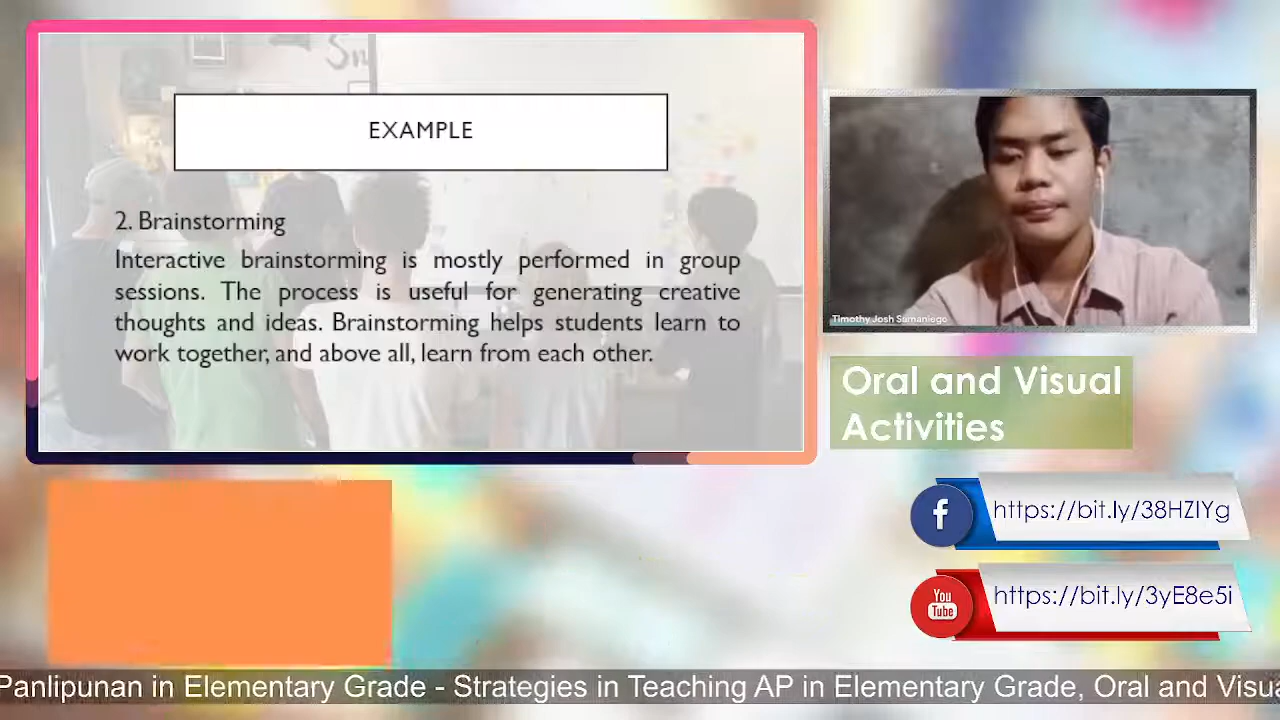 EXAMPLE
2. Brainstorming
Interactive brainstorming is mostly performed in group
sessions. The process is useful for generating creative
thoughts and ideas. Brainstorming helps students learn to
work together, and above all, learn from each other.
Timothy Josh Samaniego
Oral and Visual
Activities
f
https://bit.ly/38HZIYg
You
Tube
https://bit.ly/3yE8e5i
Panlipunan in Elementary Grade - Strategies in Teaching AP in Elementary Grade, Oral and Visua